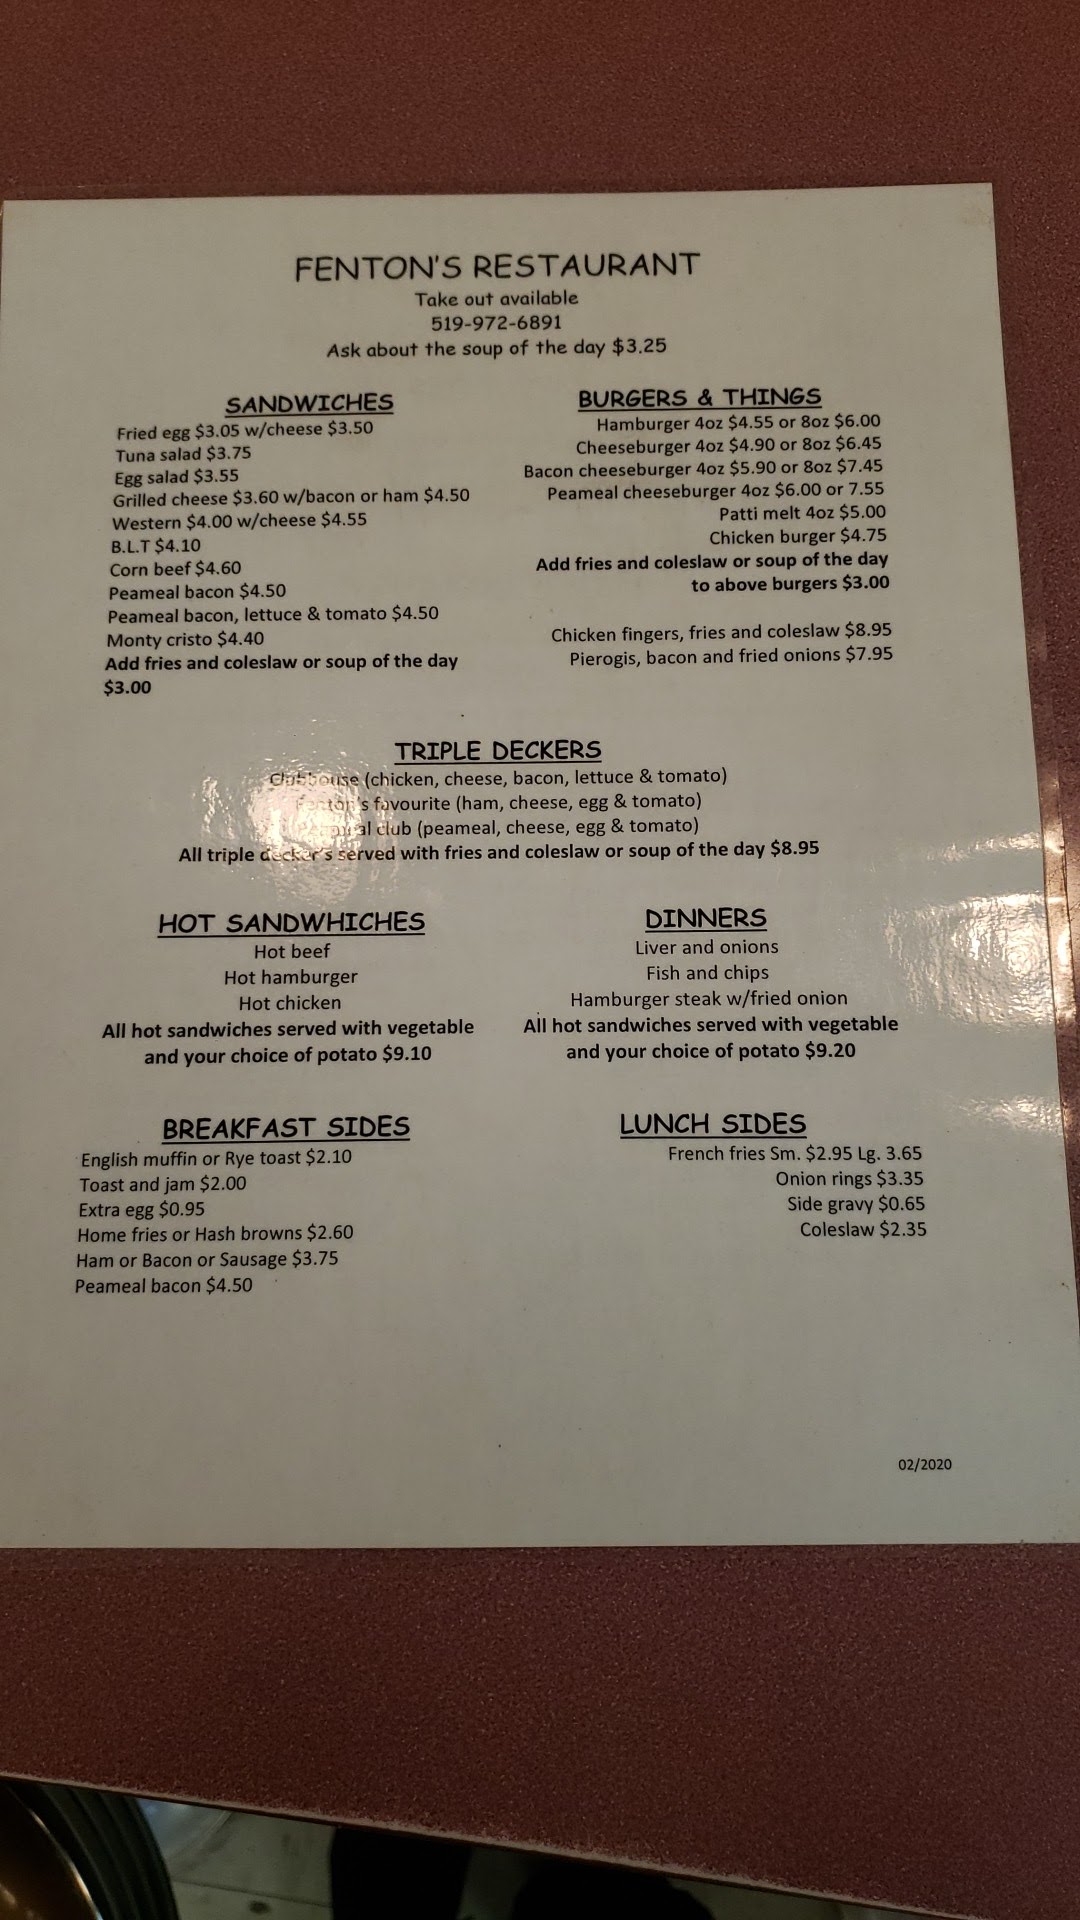 FENTON'S RESTAURANT
Take out available
519-972-6891
Ask about the soup of the day $3.25
SANDWICHES
Fried egg $3.05 w/cheese $3.50
Tuna salad $3.75
Egg salad $3.55
Grilled cheese $3.60 w/bacon or ham $4.50
Western $4.00 w/cheese $4.55
B.L.T $4.10
Corn beef $4.60
Peameal bacon $4.50
Peameal bacon, lettuce & tomato $4.50
Monty cristo $4.40
Add fries and coleslaw or soup of the day
$3.00
BURGERS & THINGS
Hamburger 4oz $4.55 or 8oz $6.00
Cheeseburger 4oz $4.90 or 8oz $6.45
Bacon cheeseburger 4oz $5.90 or 8oz $7.45
Peameal cheeseburger 4oz $6.00 or 7.55
Patti melt 4oz $5.00
Chicken burger $4.75
Add fries and coleslaw or soup of the day
to above burgers $3.00
Chicken fingers, fries and coleslaw $8.95
Pierogis, bacon and fried onions $7.95
TRIPLE DECKERS
Clubhouse (chicken, cheese, bacon, lettuce & tomato)
Fenton's favourite (ham, cheese, egg & tomato)
Peameal club (peameal, cheese, egg & tomato)
All triple decker's served with fries and coleslaw or soup of the day $8.95
HOT SANDWHICHES
Hot beef
Hot hamburger
Hot chicken
All hot sandwiches served with vegetable
and your choice of potato $9.10
DINNERS
Liver and onions
Fish and chips
Hamburger steak w/fried onion
All hot sandwiches served with vegetable
and your choice of potato $9.20
BREAKFAST SIDES
English muffin or Rye toast $2.10
Toast and jam $2.00
Extra egg $0.95
Home fries or Hash browns $2.60
Ham or Bacon or Sausage $3.75
Peameal bacon $4.50
LUNCH SIDES
French fries Sm. $2.95 Lg. 3.65
Onion rings $3.35
Side gravy $0.65
Coleslaw $2.35
02/2020